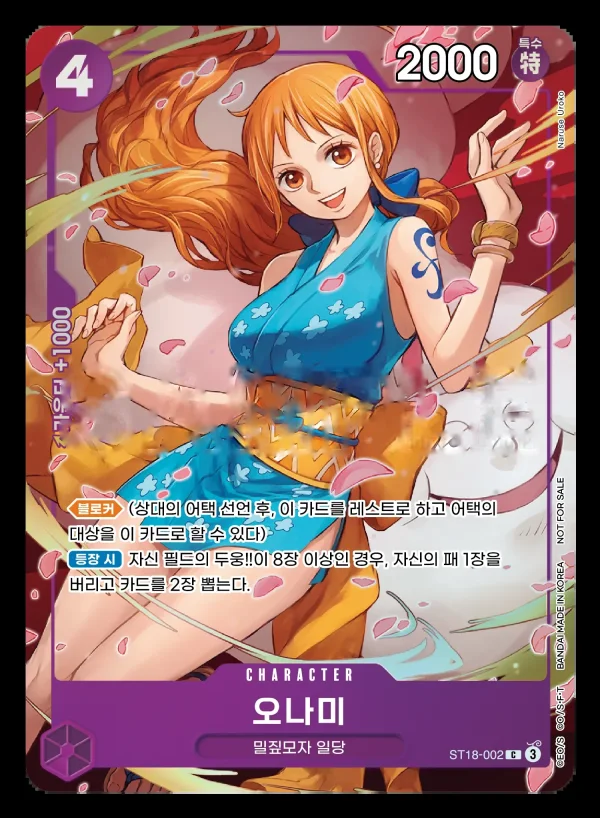 4
2000
특수
特
Naruse Uroko
카운터 +1000
블로커 (상대의 어택 선언 후, 이 카드를 레스트로 하고 어택의
대상을 이 카드로 할 수 있다)
등장 시 자신 필드의 두웅!!이 8장 이상인 경우, 자신의 패 1장을
버리고 카드를 2장 뽑는다.
CHARACTER
오나미
밀짚모자 일당
ST18-002 C 3
©EO/S ©O/S·F·T BANDAI MADE IN KOREA NOT FOR SALE